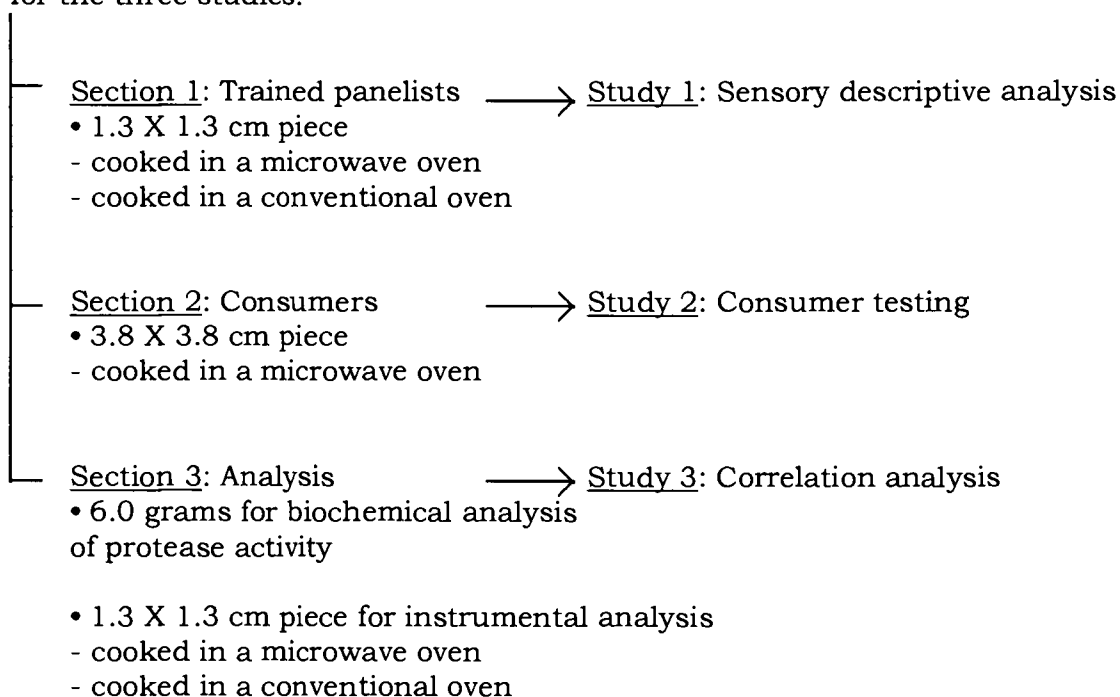 for the three studies.
Section 1: Trained panelists ⟶ Study 1: Sensory descriptive analysis
• 1.3 X 1.3 cm piece
- cooked in a microwave oven
- cooked in a conventional oven
Section 2: Consumers ⟶ Study 2: Consumer testing
• 3.8 X 3.8 cm piece
- cooked in a microwave oven
Section 3: Analysis ⟶ Study 3: Correlation analysis
• 6.0 grams for biochemical analysis
of protease activity
• 1.3 X 1.3 cm piece for instrumental analysis
- cooked in a microwave oven
- cooked in a conventional oven